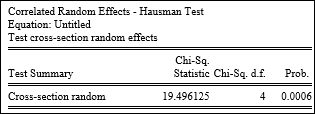 Correlated Random Effects - Hausman Test
Equation: Untitled
Test cross-section random effects
Chi-Sq.
Test Summary Statistic Chi-Sq. d.f. Prob.
Cross-section random 19.496125 4 0.0006